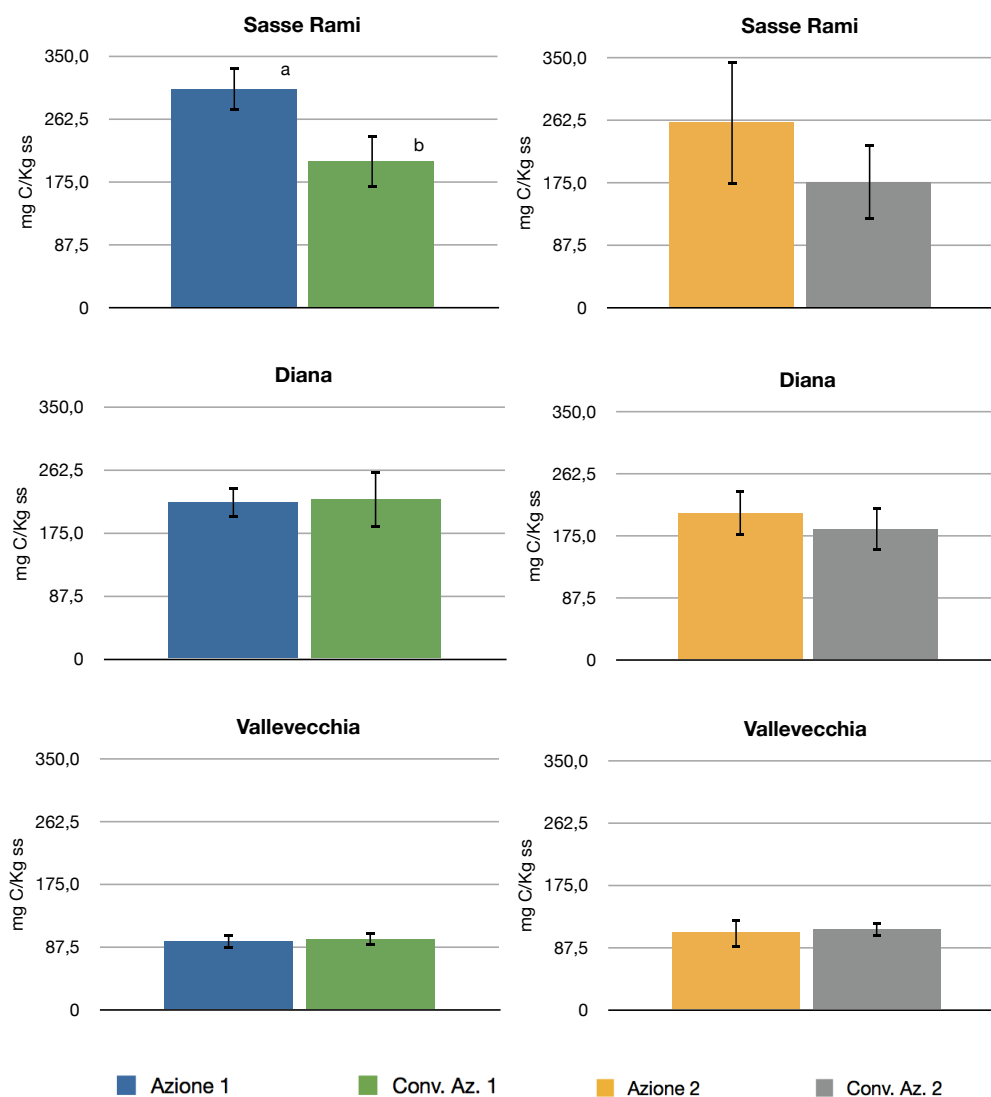 Sasse Rami
350,0
262,5
175,0
87,5
0
mg C/Kg ss
a
b
Sasse Rami
350,0
262,5
175,0
87,5
0
mg C/Kg ss
Diana
350,0
262,5
175,0
87,5
0
mg C/Kg ss
Diana
350,0
262,5
175,0
87,5
0
mg C/Kg ss
Vallevecchia
350,0
262,5
175,0
87,5
0
mg C/Kg ss
Vallevecchia
350,0
262,5
175,0
87,5
0
mg C/Kg ss
Azione 1
Conv. Az. 1
Azione 2
Conv. Az. 2